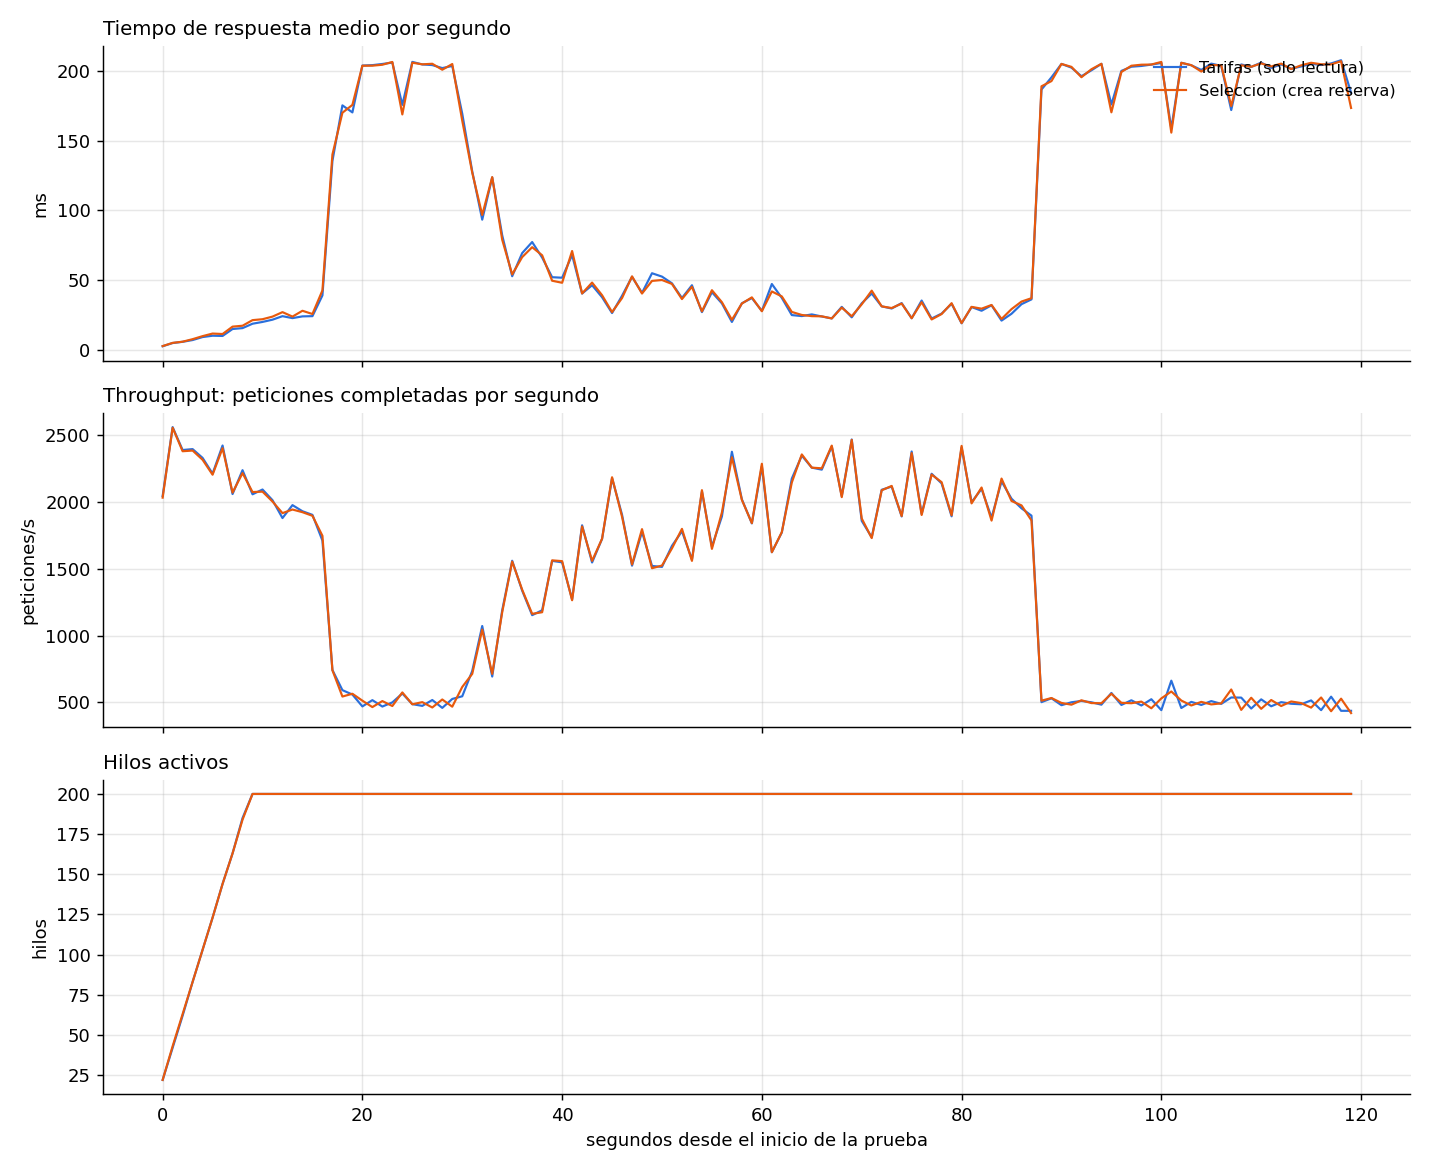 Tiempo de respuesta medio por segundo
200
150
100
50
0
ms
Tarifas (solo lectura)
Seleccion (crea reserva)
Throughput: peticiones completadas por segundo
2500
2000
1500
1000
500
peticiones/s
Hilos activos
200
175
150
125
100
75
50
25
hilos
0 20 40 60 80 100 120
segundos desde el inicio de la prueba